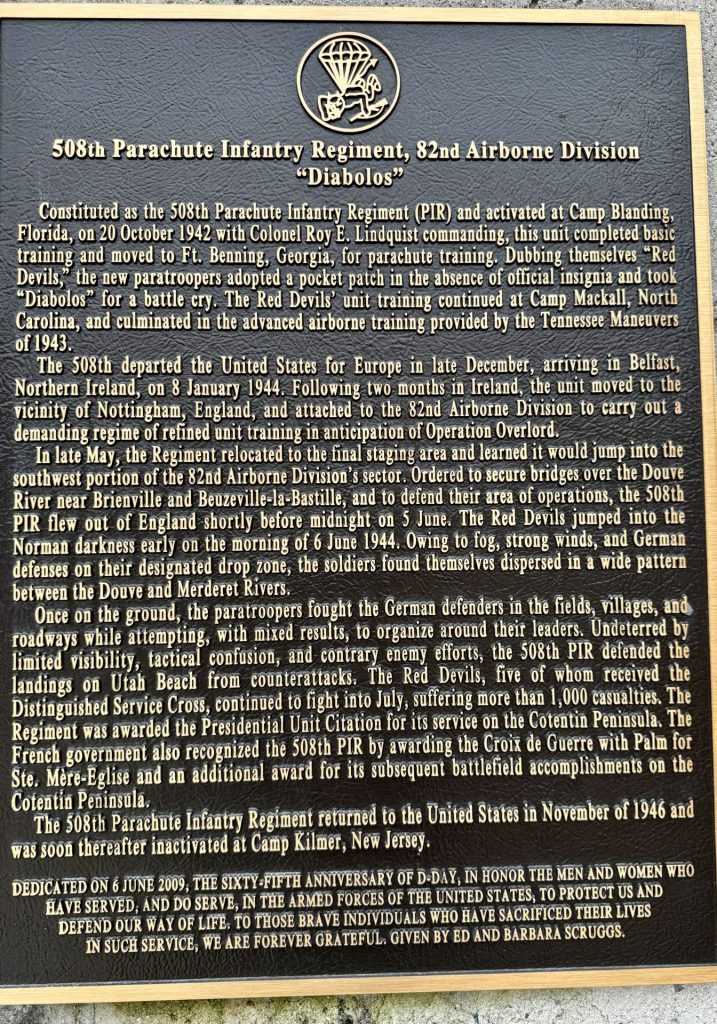 508th Parachute Infantry Regiment, 82nd Airborne Division
“Diabolos”
Constituted as the 508th Parachute Infantry Regiment (PIR) and activated at Camp Blanding,
Florida, on 20 October 1942 with Colonel Roy E. Lindquist commanding, this unit completed basic
training and moved to Ft. Benning, Georgia, for parachute training. Dubbing themselves “Red
Devils,” the new paratroopers adopted a pocket patch in the absence of official insignia and took
“Diabolos” for a battle cry. The Red Devils’ unit training continued at Camp Mackall, North
Carolina, and culminated in the advanced airborne training provided by the Tennessee Maneuvers
of 1943.
The 508th departed the United States for Europe in late December, arriving in Belfast,
Northern Ireland, on 8 January 1944. Following two months in Ireland, the unit moved to the
vicinity of Nottingham, England, and attached to the 82nd Airborne Division to carry out a
demanding regime of refined unit training in anticipation of Operation Overlord.
In late May, the Regiment relocated to the final staging area and learned it would jump into the
southwest portion of the 82nd Airborne Division’s sector. Ordered to secure bridges over the Douve
River near Brienville and Beuzeville-la-Bastille, and to defend their area of operations, the 508th
PIR flew out of England shortly before midnight on 5 June. The Red Devils jumped into the
Norman darkness early on the morning of 6 June 1944. Owing to fog, strong winds, and German
defenses on their designated drop zone, the soldiers found themselves dispersed in a wide pattern
between the Douve and Merderet Rivers.
Once on the ground, the paratroopers fought the German defenders in the fields, villages, and
roadways while attempting, with mixed results, to organize around their leaders. Undeterred by
limited visibility, tactical confusion, and contrary enemy efforts, the 508th PIR defended the
landings on Utah Beach from counterattacks. The Red Devils, five of whom received the
Distinguished Service Cross, continued to fight into July, suffering more than 1,000 casualties. The
Regiment was awarded the Presidential Unit Citation for its service on the Cotentin Peninsula. The
French government also recognized the 508th PIR by awarding the Croix de Guerre with Palm for
Ste. Mère-Eglise and an additional award for its subsequent battlefield accomplishments on the
Cotentin Peninsula.
The 508th Parachute Infantry Regiment returned to the United States in November of 1946 and
was soon thereafter inactivated at Camp Kilmer, New Jersey.
DEDICATED ON 6 JUNE 2009, THE SIXTY-FIFTH ANNIVERSARY OF D-DAY, IN HONOR THE MEN AND WOMEN WHO
HAVE SERVED, AND DO SERVE, IN THE ARMED FORCES OF THE UNITED STATES, TO PROTECT US AND
DEFEND OUR WAY OF LIFE. TO THOSE BRAVE INDIVIDUALS WHO HAVE SACRIFICED THEIR LIVES
IN SUCH SERVICE, WE ARE FOREVER GRATEFUL. GIVEN BY ED AND BARBARA SCRUGGS.